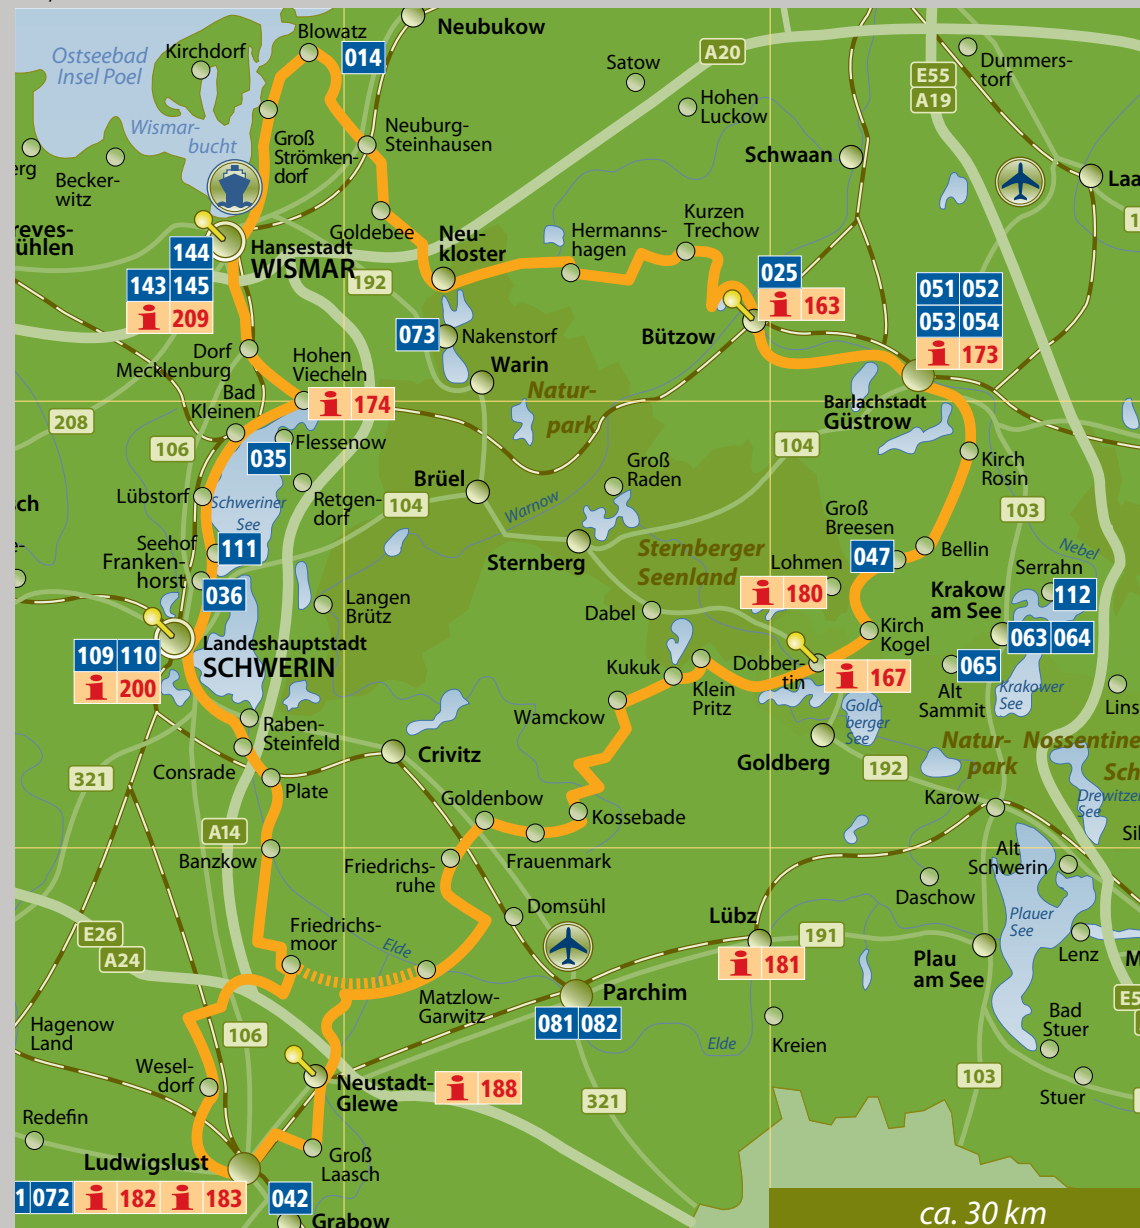 Neubukow
Blowatz
014
Ostseebad
Insel Poel
Kirchdorf
Satow
A20
Dummers-
torf
E55
A19
Hohen
Luckow
Wismar-
bucht
Groß
Strömken-
dorf
Neuburg-
Steinhausen
Schwaan
erg
Becker-
witz
Laa
1
reves-
ühlen
Goldebee
Neu-
kloster
Hermanns-
hagen
Kurzen
Trechow
144
Hansestadt
WISMAR
143 145
209
192
025
163
051 052
053 054
173
073
Nakenstorf
Bützow
Dorf
Mecklenburg
Hohen
Viecheln
Warin
Natur-
park
Bad
Kleinen
174
Barlachstadt
Güstrow
208
106
Flessenow
035
104
Kirch
Rosin
Brüel
Groß
Raden
ch
Lübstorf
Schweriner
See
Retgen-
dorf
104
Warnow
103
Groß
Breesen
e-
Seehof
111
Franken-
horst
036
Sternberg
Sternberger
Seenland
Lohmen
047
Bellin
Nebel
Serrahn
180
Krakow
am See
112
Langen
Brütz
Dabel
Kirch
Kogel
063 064
109 110
200
Landeshauptstadt
SCHWERIN
Kukuk
Klein
Pritz
Dobber-
tin
167
065
Alt
Sammit
Krakower
See
Lins
Wamckow
Gold-
berger
See
Raben-
Steinfeld
Crivitz
Goldberg
192
Natur-
park
Nossentine
Sch
Consrade
321
Plate
Goldenbow
Kossebade
Karow
Drewitzer
See
A14
Banzkow
Friedrichs-
ruhe
Frauenmark
Alt
Schwerin
Sil
Daschow
Domsühl
Lübz
Friedrichs-
moor
Elde
191
Plauer
See
E26
A24
181
Plau
am See
Lenz
M
Parchim
081 082
Matzlow-
Garwitz
E5
Hagenow
Land
106
Elde
Kreien
Bad
Stuer
Wesel-
dorf
Neustadt-
Glewe
188
321
103
Stuer
Redefin
Ludwigslust
Groß
Laasch
1 072
182
183
042
Grabow
ca. 30 km